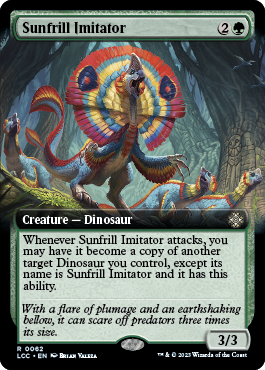 Sunfrill Imitator 2
Creature — Dinosaur
Whenever Sunfrill Imitator attacks, you
may have it become a copy of another
target Dinosaur you control, except its
name is Sunfrill Imitator and it has this
ability.
With a flare of plumage and an earthshaking
bellow, it can scare off predators three times
its size.
3/3
R 0062
LCC • EN Brian Valeza
™ & © 2023 Wizards of the Coast